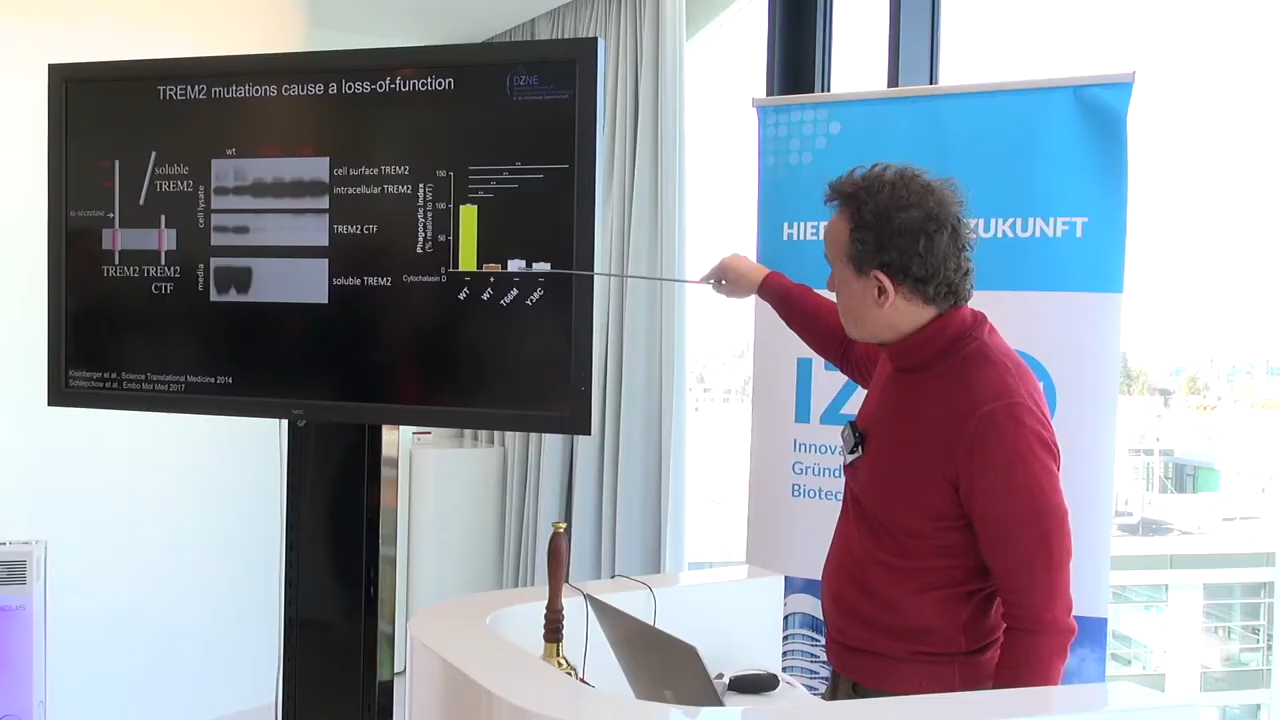 TREM2 mutations cause a loss-of-function
DZNE
wt
soluble
TREM2
α-secretase
TREM2 TREM2
CTF
cell lysate
media
cell surface TREM2
intracellular TREM2
TREM2 CTF
soluble TREM2
Phagocytic index
(% relative to WT)
150
100
50
0
** ** ** **
Cytochalasin D - + - -
WT WT T66M Y38C
Kleinberger et al., Science Translational Medicine 2014
Schlepckow et al., Embo Mol Med 2017
NEC
HIER ZUKUNFT
IZ
Innova
Gründ
Biotec